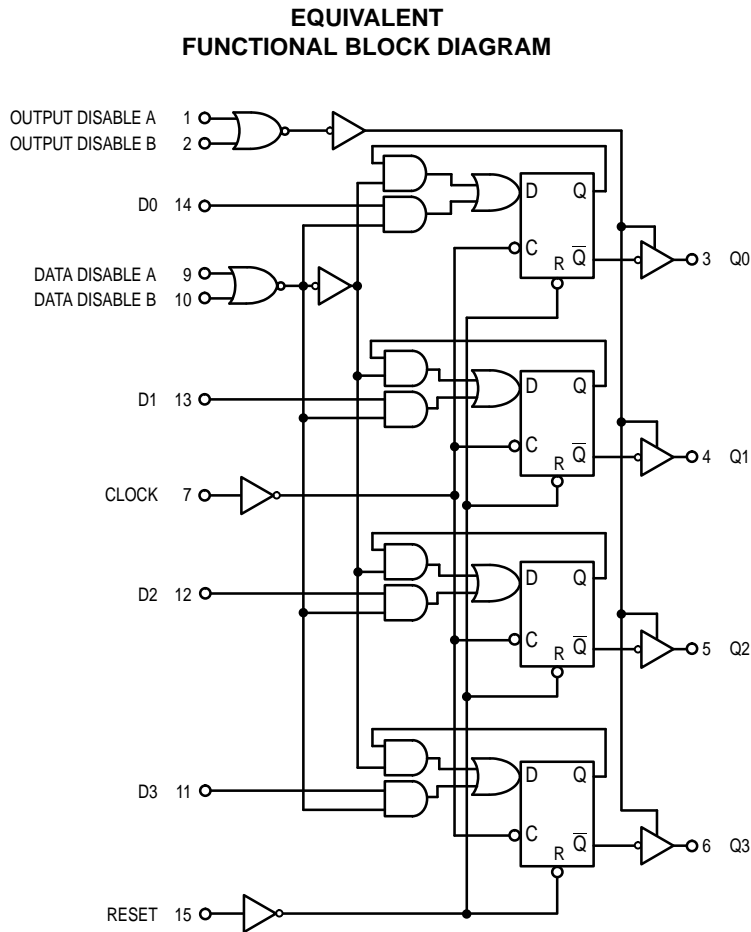 EQUIVALENT
FUNCTIONAL BLOCK DIAGRAM
OUTPUT DISABLE A 1
OUTPUT DISABLE B 2
D Q
D0 14
C
Q̅ 3 Q0
R
DATA DISABLE A 9
DATA DISABLE B 10
D Q
D1 13
C
Q̅ 4 Q1
R
CLOCK 7
D Q
D2 12
C
Q̅ 5 Q2
R
D Q
D3 11
C
Q̅ 6 Q3
R
RESET 15